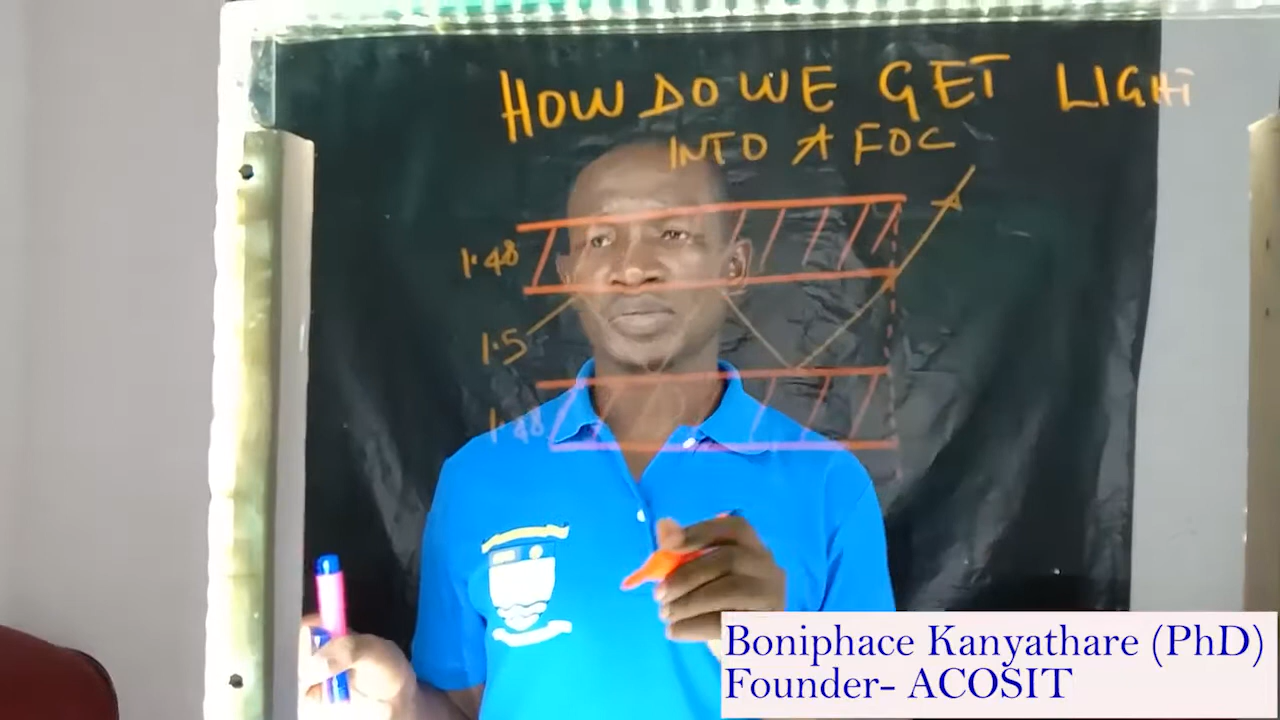 HOW DO WE GET LIGHT
INTO A FOC
1.48
1.5
1.48
Boniphace Kanyathare (PhD)
Founder- ACOSIT